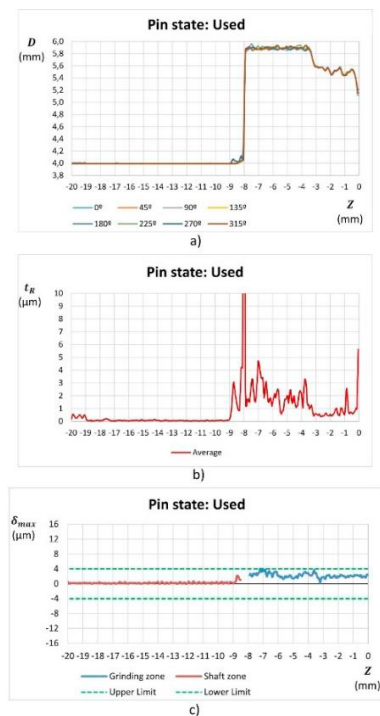 Pin state: Used
D
(mm)
6,0
5,8
5,6
5,4
5,2
5,0
4,8
4,6
4,4
4,2
4,0
3,8
-20 -19 -18 -17 -16 -15 -14 -13 -12 -11 -10 -9 -8 -7 -6 -5 -4 -3 -2 -1 0
0º 45º 90º 135º
180º 225º 270º 315º
Z
(mm)
a)
Pin state: Used
t_R
(µm)
10
9
8
7
6
5
4
3
2
1
0
-20 -19 -18 -17 -16 -15 -14 -13 -12 -11 -10 -9 -8 -7 -6 -5 -4 -3 -2 -1 0
Average
Z
(mm)
b)
Pin state: Used
δmax
(µm)
16
12
8
4
0
-4
-8
-12
-16
-20 -19 -18 -17 -16 -15 -14 -13 -12 -11 -10 -9 -8 -7 -6 -5 -4 -3 -2 -1 0
Grinding zone Shaft zone
Upper Limit Lower Limit
Z
(mm)
c)